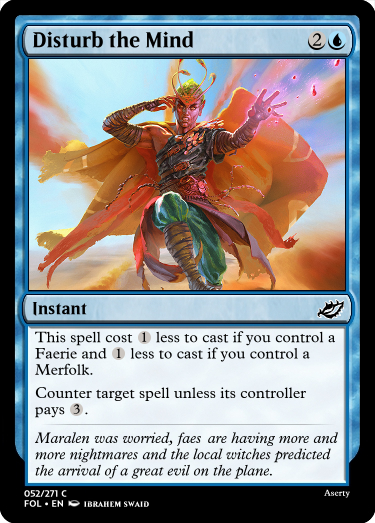 Disturb the Mind 2
Instant
This spell cost 1 less to cast if you control a
Faerie and 1 less to cast if you control a
Merfolk.
Counter target spell unless its controller
pays 3.
Maralen was worried, faes are having more and
more nightmares and the local witches predicted
the arrival of a great evil on the plane.
052/271 C
FOL • EN IBRAHEM SWAID
Aserty